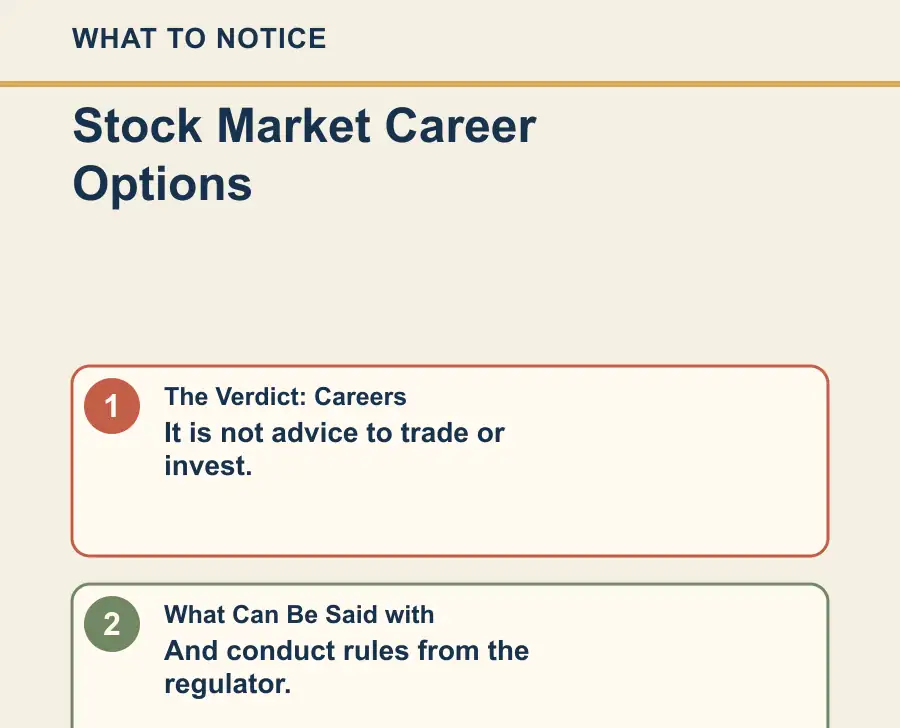 WHAT TO NOTICE
Stock Market Career
Options
1
The Verdict: Careers
It is not advice to trade or
invest.
2
What Can Be Said with
And conduct rules from the
regulator.